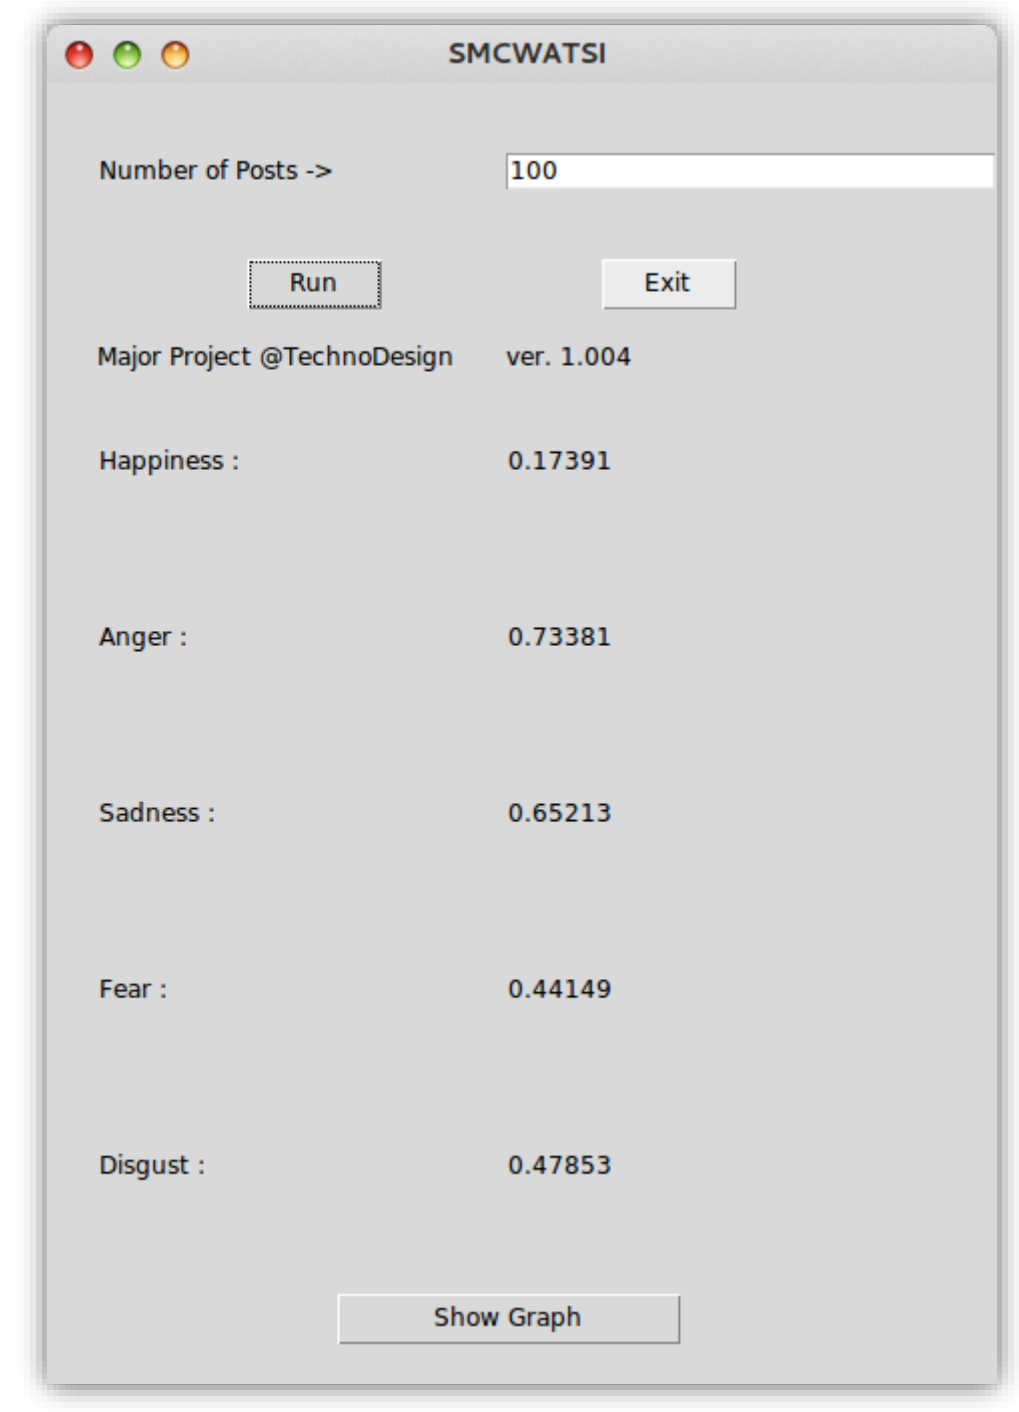 SMCWATSI
Number of Posts -> 100
Run Exit
Major Project @TechnoDesign ver. 1.004
Happiness : 0.17391
Anger : 0.73381
Sadness : 0.65213
Fear : 0.44149
Disgust : 0.47853
Show Graph